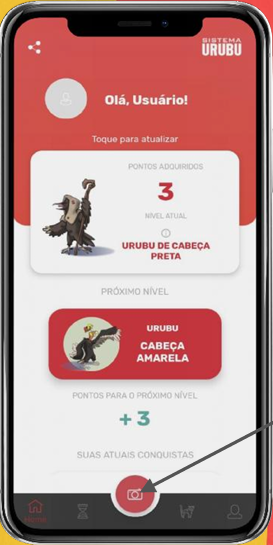 SISTEMA
URUBU
Olá, Usuário!
Toque para atualizar
PONTOS ADQUIRIDOS
3
NIVEL ATUAL
URUBU DE CABEÇA
PRETA
PRÓXIMO NÍVEL
URUBU
CABEÇA
AMARELA
PONTOS PARA O PRÓXIMO NÍVEL
+ 3
SUAS ATUAIS CONQUISTAS
Home